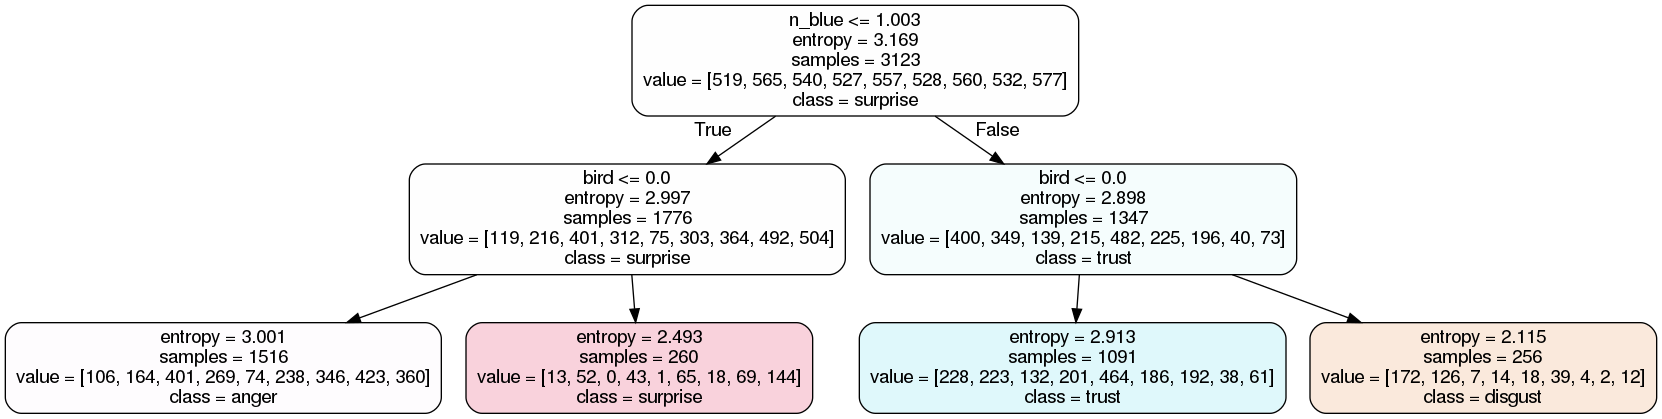 n_blue <= 1.003
entropy = 3.169
samples = 3123
value = [519, 565, 540, 527, 557, 528, 560, 532, 577]
class = surprise
True
False
bird <= 0.0
entropy = 2.997
samples = 1776
value = [119, 216, 401, 312, 75, 303, 364, 492, 504]
class = surprise
bird <= 0.0
entropy = 2.898
samples = 1347
value = [400, 349, 139, 215, 482, 225, 196, 40, 73]
class = trust
entropy = 3.001
samples = 1516
value = [106, 164, 401, 269, 74, 238, 346, 423, 360]
class = anger
entropy = 2.493
samples = 260
value = [13, 52, 0, 43, 1, 65, 18, 69, 144]
class = surprise
entropy = 2.913
samples = 1091
value = [228, 223, 132, 201, 464, 186, 192, 38, 61]
class = trust
entropy = 2.115
samples = 256
value = [172, 126, 7, 14, 18, 39, 4, 2, 12]
class = disgust